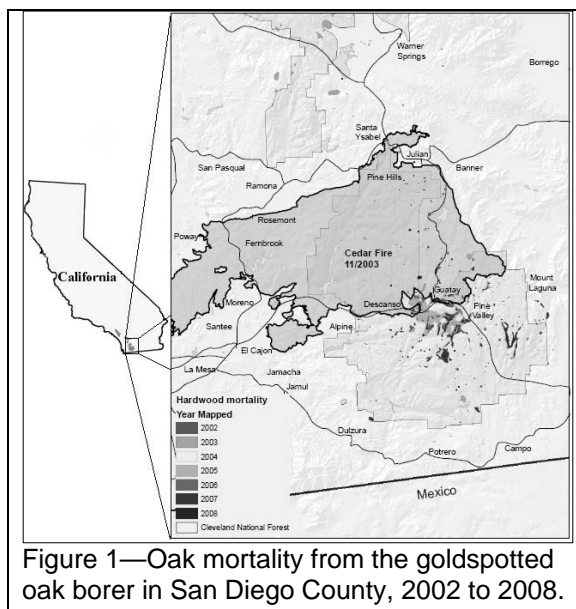 Warner
Springs
Borrego
Santa
Ysabel
Julian
Banner
San Pasqual
Pine Hills
Ramona
Rosemont
Poway
Fernbrook
California
Cedar Fire
11/2003
Mount
Laguna
Guatay
Moreno
Descanso
Pine
Valley
Santee
Alpine
El Cajon
La Mesa
Jamacha
Jamul
Hardwood mortality
Year Mapped
2002
2003
2004
2005
2006
2007
2008
Cleveland National Forest
Dulzura
Potrero
Campo
Mexico
Figure 1—Oak mortality from the goldspotted
oak borer in San Diego County, 2002 to 2008.